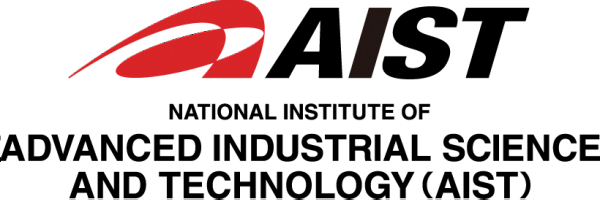 AIST
NATIONAL INSTITUTE OF
ADVANCED INDUSTRIAL SCIENCE
AND TECHNOLOGY (AIST)